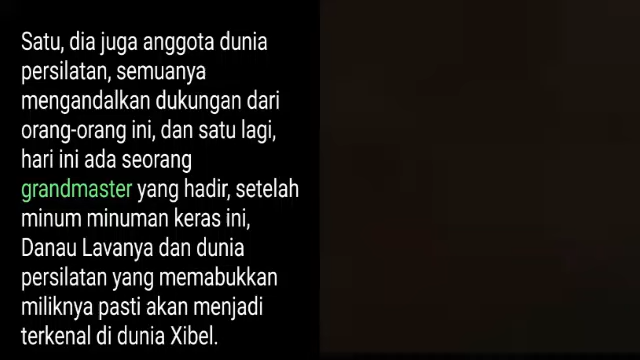 Satu, dia juga anggota dunia
persilatan, semuanya
mengandalkan dukungan dari
orang-orang ini, dan satu lagi,
hari ini ada seorang
grandmaster yang hadir, setelah
minum minuman keras ini,
Danau Lavanya dan dunia
persilatan yang memabukkan
miliknya pasti akan menjadi
terkenal di dunia Xibel.